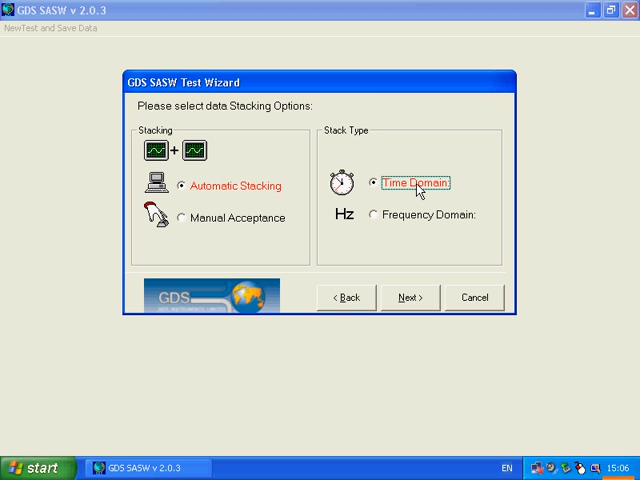 GDS SASW v 2.0.3
NewTest and Save Data
GDS SASW Test Wizard
Please select data Stacking Options:
Stacking
Stack Type
+
Automatic Stacking
Time Domain:
Manual Acceptance
Hz
Frequency Domain:
GDS
< Back
Next >
Cancel
start
GDS SASW v 2.0.3
EN
15:06